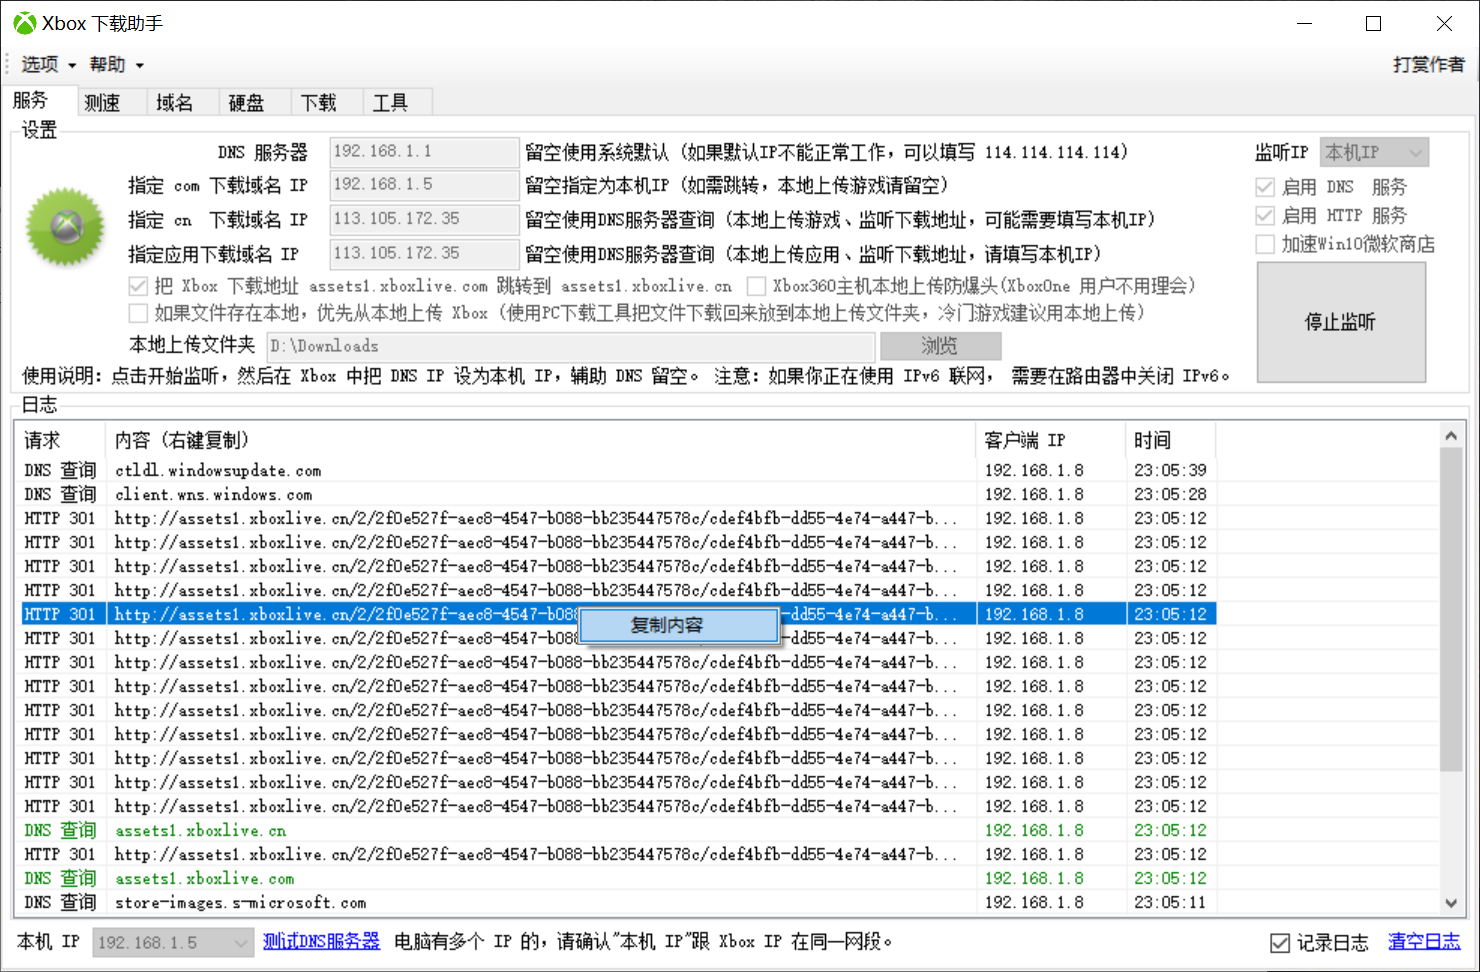 Xbox 下载助手
选项 帮助 打赏作者
服务 测速 域名 硬盘 下载 工具
设置
DNS 服务器 192.168.1.1 留空使用系统默认 (如果默认IP不能正常工作，可以填写 114.114.114.114) 监听IP 本机IP
指定 com 下载域名 IP 192.168.1.5 留空指定为本机IP (如需跳转，本地上传游戏请留空) 启用 DNS 服务
指定 cn 下载域名 IP 113.105.172.35 留空使用DNS服务器查询 (本地上传游戏、监听下载地址，可能需要填写本机IP) 启用 HTTP 服务
指定应用下载域名 IP 113.105.172.35 留空使用DNS服务器查询 (本地上传应用、监听下载地址，请填写本机IP) 加速Win10微软商店
把 Xbox 下载地址 assets1.xboxlive.com 跳转到 assets1.xboxlive.cn Xbox360主机本地上传防爆头(XboxOne 用户不用理会)
如果文件存在本地，优先从本地上传 Xbox (使用PC下载工具把文件下载回来放到本地上传文件夹，冷门游戏建议用本地上传) 停止监听
本地上传文件夹 D:\Downloads 浏览
使用说明：点击开始监听，然后在 Xbox 中把 DNS IP 设为本机 IP，辅助 DNS 留空。 注意：如果你正在使用 IPv6 联网， 需要在路由器中关闭 IPv6。
日志
请求 内容 (右键复制) 客户端 IP 时间
DNS 查询 ctldl.windowsupdate.com 192.168.1.8 23:05:39
DNS 查询 client.wns.windows.com 192.168.1.8 23:05:28
HTTP 301 http://assets1.xboxlive.cn/2/2f0e527f-aec8-4547-b088-bb235447578c/cdef4bfb-dd55-4e74-a447-b... 192.168.1.8 23:05:12
HTTP 301 http://assets1.xboxlive.cn/2/2f0e527f-aec8-4547-b088-bb235447578c/cdef4bfb-dd55-4e74-a447-b... 192.168.1.8 23:05:12
HTTP 301 http://assets1.xboxlive.cn/2/2f0e527f-aec8-4547-b088-bb235447578c/cdef4bfb-dd55-4e74-a447-b... 192.168.1.8 23:05:12
HTTP 301 http://assets1.xboxlive.cn/2/2f0e527f-aec8-4547-b088-bb235447578c/cdef4bfb-dd55-4e74-a447-b... 192.168.1.8 23:05:12
HTTP 301 http://assets1.xboxlive.cn/2/2f0e527f-aec8-4547-b08 -dd55-4e74-a447-b... 192.168.1.8 23:05:12
复制内容
HTTP 301 http://assets1.xboxlive.cn/2/2f0e527f-aec8-4547-b08 -dd55-4e74-a447-b... 192.168.1.8 23:05:12
HTTP 301 http://assets1.xboxlive.cn/2/2f0e527f-aec8-4547-b088-bb235447578c/cdef4bfb-dd55-4e74-a447-b... 192.168.1.8 23:05:12
HTTP 301 http://assets1.xboxlive.cn/2/2f0e527f-aec8-4547-b088-bb235447578c/cdef4bfb-dd55-4e74-a447-b... 192.168.1.8 23:05:12
HTTP 301 http://assets1.xboxlive.cn/2/2f0e527f-aec8-4547-b088-bb235447578c/cdef4bfb-dd55-4e74-a447-b... 192.168.1.8 23:05:12
HTTP 301 http://assets1.xboxlive.cn/2/2f0e527f-aec8-4547-b088-bb235447578c/cdef4bfb-dd55-4e74-a447-b... 192.168.1.8 23:05:12
HTTP 301 http://assets1.xboxlive.cn/2/2f0e527f-aec8-4547-b088-bb235447578c/cdef4bfb-dd55-4e74-a447-b... 192.168.1.8 23:05:12
HTTP 301 http://assets1.xboxlive.cn/2/2f0e527f-aec8-4547-b088-bb235447578c/cdef4bfb-dd55-4e74-a447-b... 192.168.1.8 23:05:12
HTTP 301 http://assets1.xboxlive.cn/2/2f0e527f-aec8-4547-b088-bb235447578c/cdef4bfb-dd55-4e74-a447-b... 192.168.1.8 23:05:12
DNS 查询 assets1.xboxlive.cn 192.168.1.8 23:05:12
HTTP 301 http://assets1.xboxlive.cn/2/2f0e527f-aec8-4547-b088-bb235447578c/cdef4bfb-dd55-4e74-a447-b... 192.168.1.8 23:05:12
DNS 查询 assets1.xboxlive.com 192.168.1.8 23:05:12
DNS 查询 store-images.s-microsoft.com 192.168.1.8 23:05:11
本机 IP 192.168.1.5 测试DNS服务器 电脑有多个 IP 的，请确认"本机 IP"跟 Xbox IP 在同一网段。 记录日志 清空日志